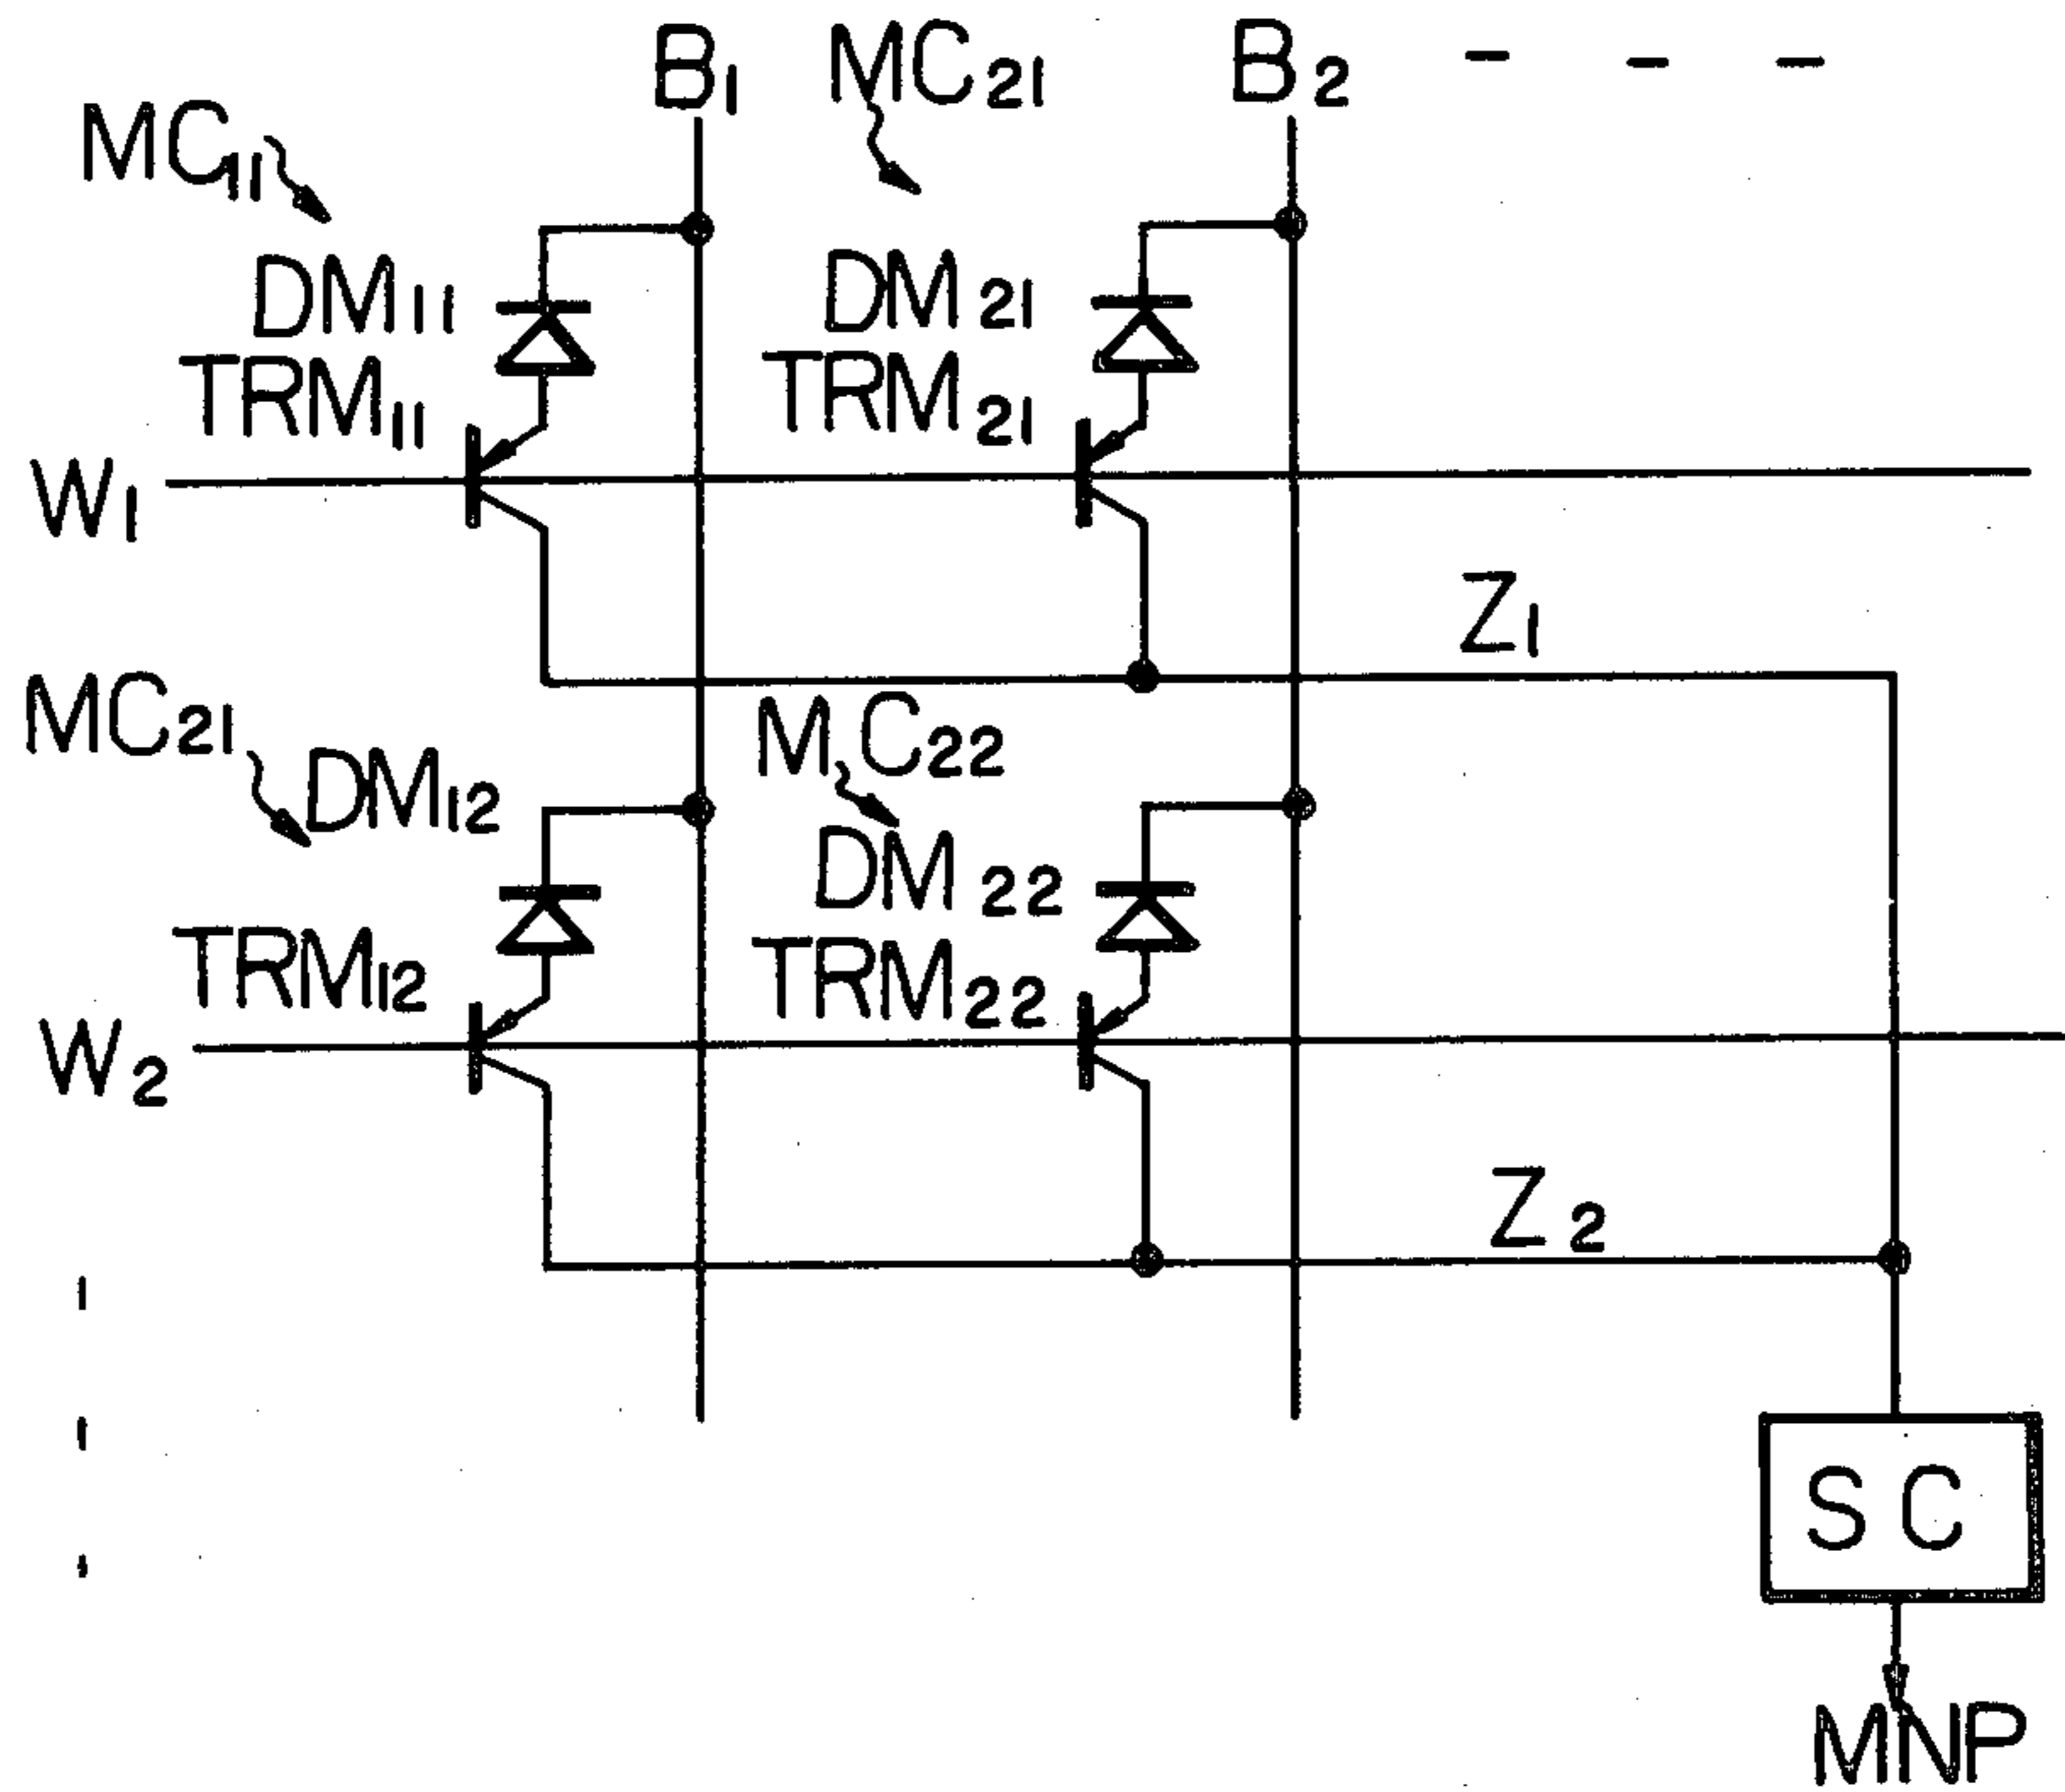 B1 MC21 B2 - - -
MC11
DM11 DM21
TRM11 TRM21
W1
Z1
MC21 DM12 MC22
DM22
TRM12 TRM22
W2
Z2
SC
MNP